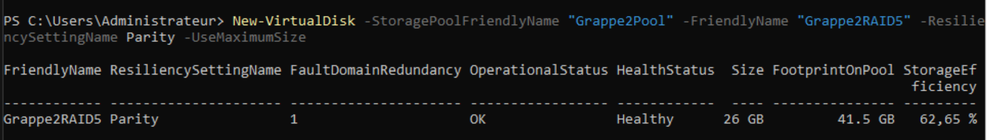 PS C:\Users\Administrateur> New-VirtualDisk -StoragePoolFriendlyName "Grappe2Pool" -FriendlyName "Grappe2RAID5" -Resilie
ncySettingName Parity -UseMaximumSize
FriendlyName ResiliencySettingName FaultDomainRedundancy OperationalStatus HealthStatus  Size FootprintOnPool StorageEf
ficiency
------------ --------------------- --------------------- ----------------- ------------  ---- --------------- ---------
Grappe2RAID5 Parity                1                     OK                Healthy      26 GB         41.5 GB   62,65 %